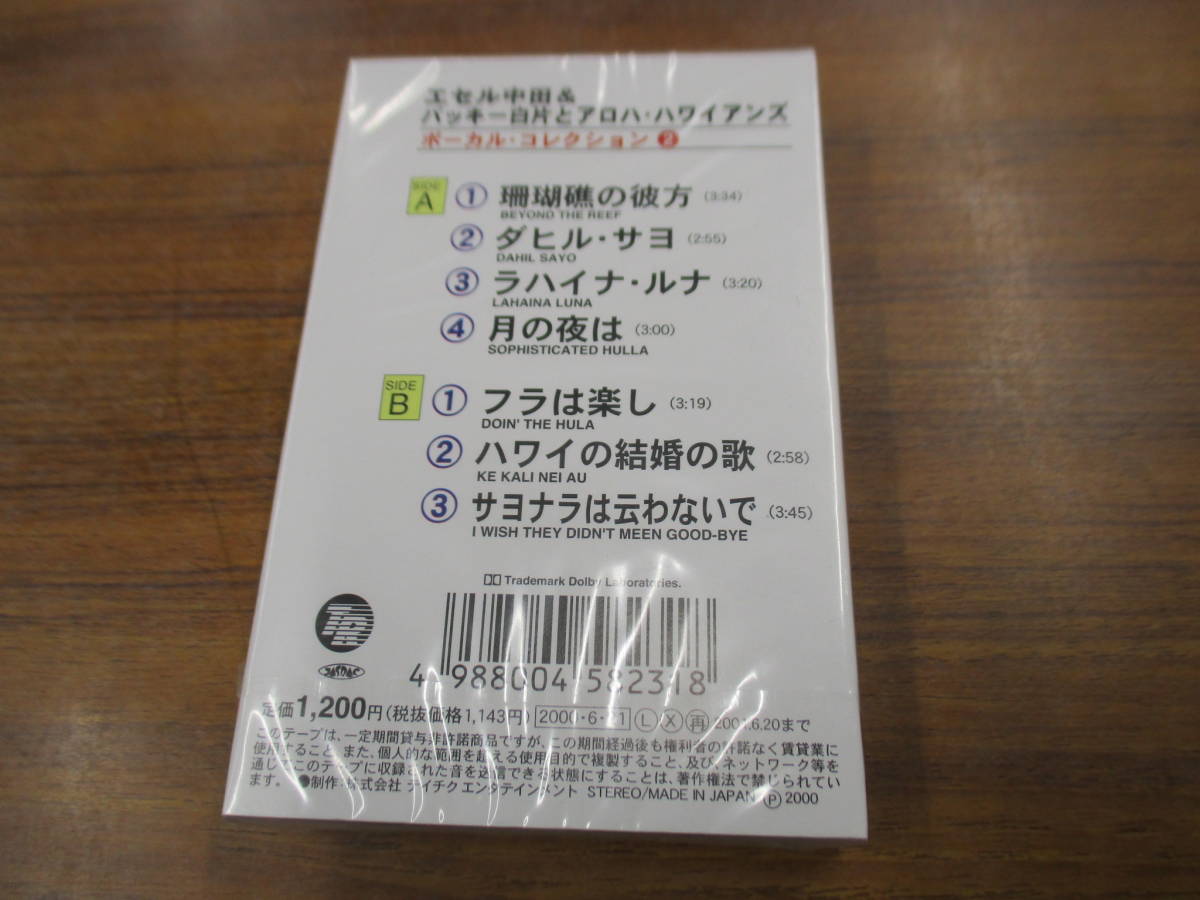 エセル中田&
バッキー白片とアロハ・ハワイアンズ
ボーカル・コレクション❷
SIDE A ① 珊瑚礁の彼方 (3:34)
BEYOND THE REEF
② ダヒル・サヨ (2:55)
DAHIL SAYO
③ ラハイナ・ルナ (3:20)
LAHAINA LUNA
④ 月の夜は (3:00)
SOPHISTICATED HULLA
SIDE B ① フラは楽し (3:19)
DOIN' THE HULA
② ハワイの結婚の歌 (2:58)
KE KALI NEI AU
③ サヨナラは云わないで (3:45)
I WISH THEY DIDN'T MEEN GOOD-BYE
Trademark Dolby Laboratories.
JASRAC
4 988004 582318
定価1,200円(税抜価格1,143円) 2000・6・21 Ⓛ Ⓧ ㊢ 2001.6.20まで
このテープは、一定期間貸与非許諾商品ですが、この期間経過後も権利者の許諾なく賃貸業に
使用すること、また、個人的な範囲を超える使用目的で複製すること、及び、ネットワーク等を
通じてこのテープに収録された音を送信できる状態にすることは、著作権法で禁じられてい
ます。 ●制作:株式会社 テイチクエンタテインメント STEREO/MADE IN JAPAN Ⓟ 2000